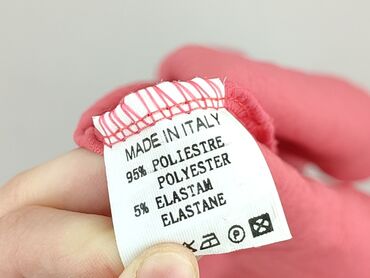 MADE IN ITALY
95% POLIESTRE
POLYESTER
5% ELASTAM
ELASTANE